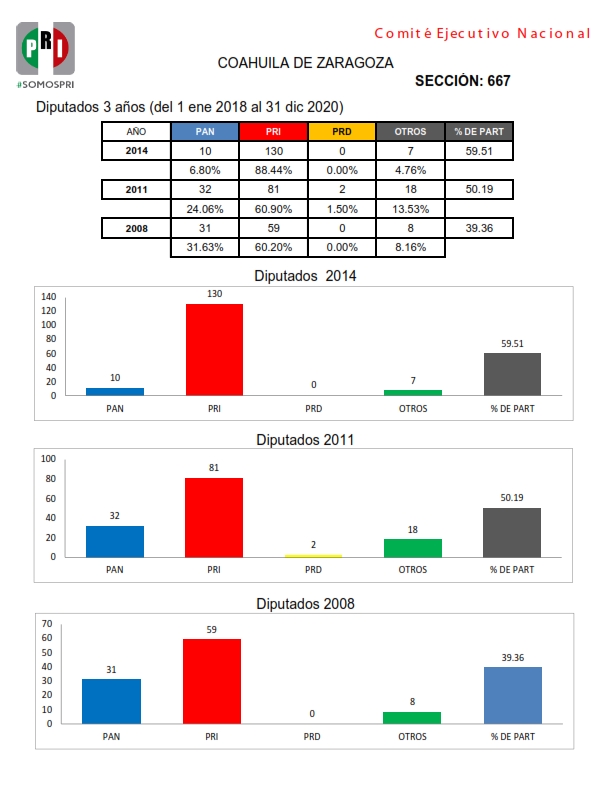 Comité Ejecutivo Nacional
PRI
#SOMOSPRI
COAHUILA DE ZARAGOZA
SECCIÓN: 667
Diputados 3 años (del 1 ene 2018 al 31 dic 2020)
AÑO PAN PRI PRD OTROS % DE PART
2014 10 130 0 7 59.51
6.80% 88.44% 0.00% 4.76%
2011 32 81 2 18 50.19
24.06% 60.90% 1.50% 13.53%
2008 31 59 0 8 39.36
31.63% 60.20% 0.00% 8.16%
Diputados 2014
140
120
100
80
60
40
20
0
10 130 0 7 59.51
PAN PRI PRD OTROS % DE PART
Diputados 2011
100
80
60
40
20
0
32 81 2 18 50.19
PAN PRI PRD OTROS % DE PART
Diputados 2008
70
60
50
40
30
20
10
0
31 59 0 8 39.36
PAN PRI PRD OTROS % DE PART